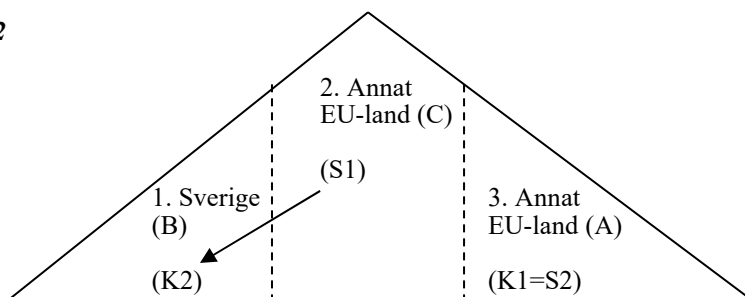 2
2. Annat
EU-land (C)
(S1)
1. Sverige
(B)
(K2)
3. Annat
EU-land (A)
(K1=S2)